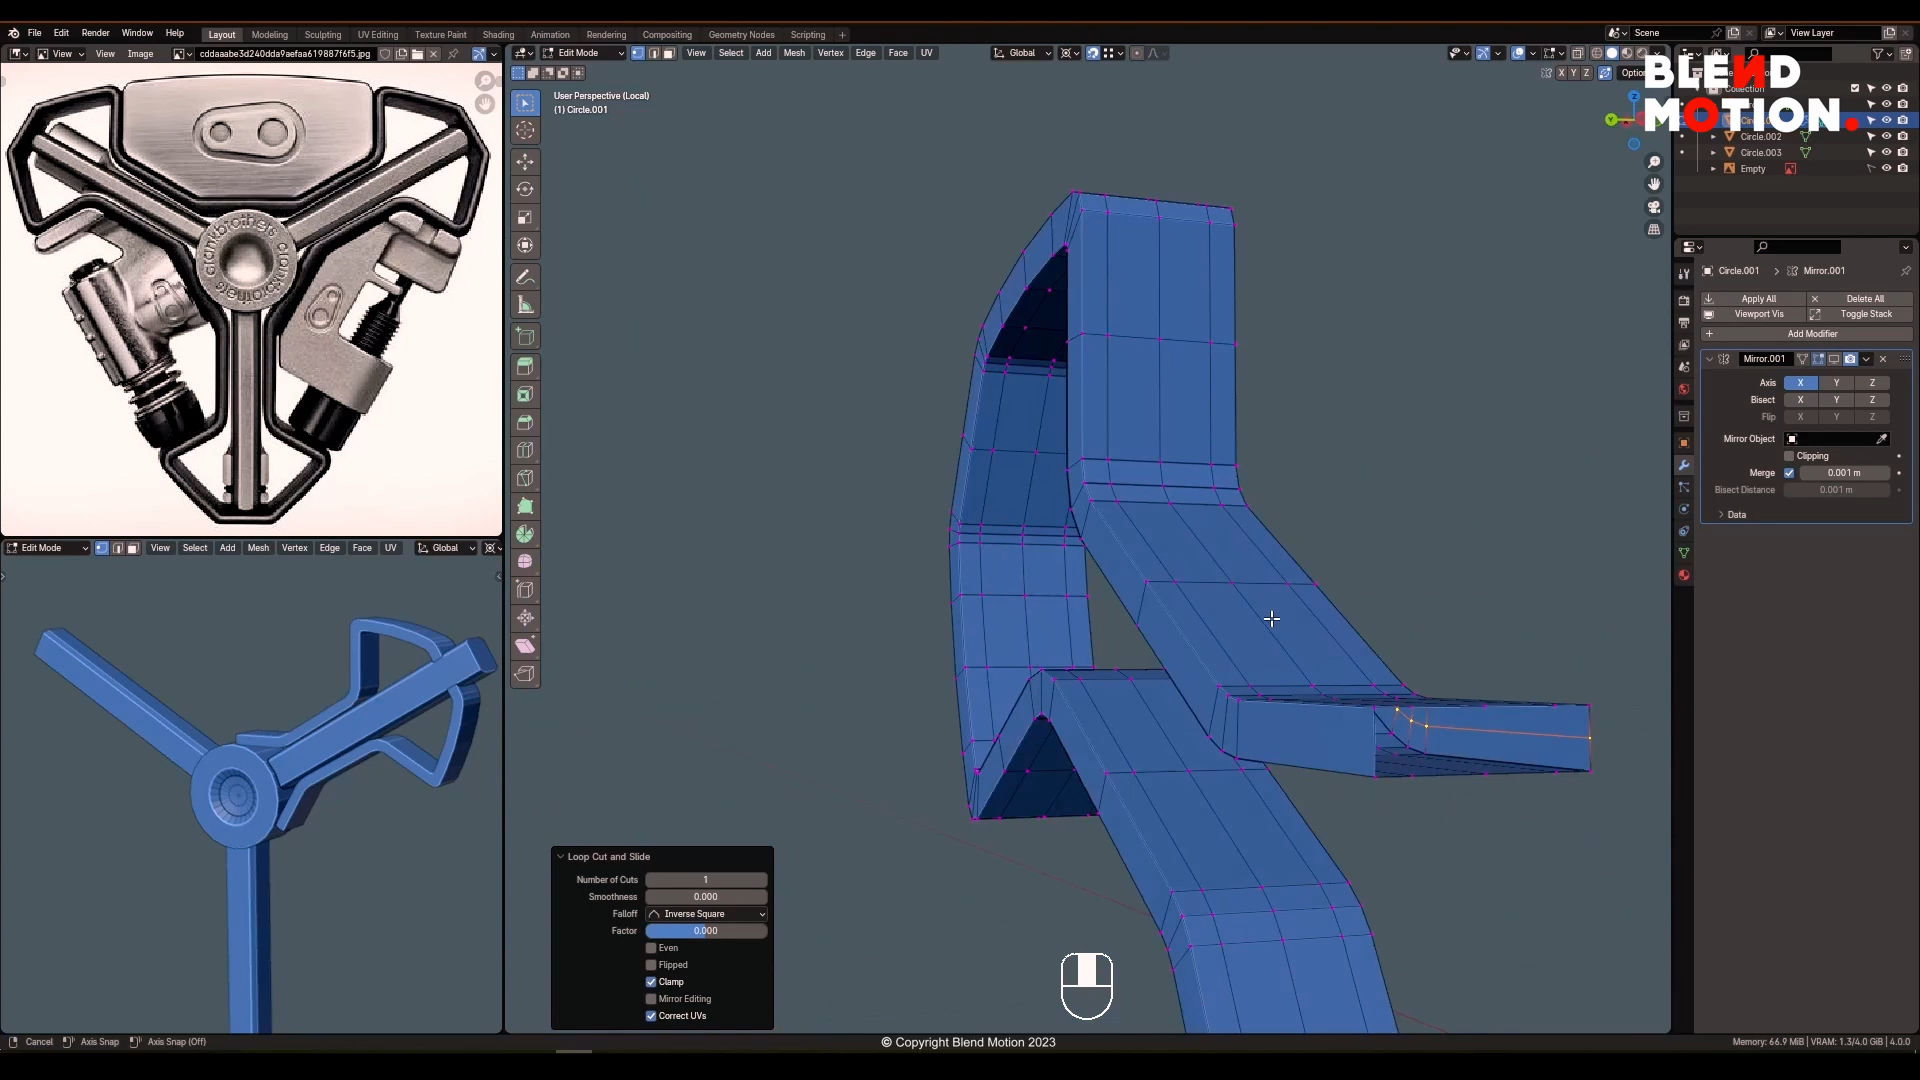 File Edit Render Window Help Layout Modeling Sculpting UV Editing Texture Paint Shading Animation Rendering Compositing Geometry Nodes Scripting + Scene View Layer
View View Image cddaaabe3d240dda9aefaa619887f6f5.jpg
Edit Mode View Select Add Mesh Vertex Edge Face UV Global
X Y Z Options
BLEND
MOTION.
User Perspective (Local)
(1) Circle.001
Collection
Circle.002
Circle.003
Empty
crankbrothers crankbrothers
Circle.001 > Mirror.001
Apply All Delete All
Viewport Vis Toggle Stack
Add Modifier
Mirror.001
Axis X Y Z
Bisect X Y Z
Flip X Y Z
Mirror Object
Clipping
Merge 0.001 m
Bisect Distance 0.001 m
Data
Edit Mode View Select Add Mesh Vertex Edge Face UV Global
Loop Cut and Slide
Number of Cuts 1
Smoothness 0.000
Falloff Inverse Square
Factor 0.000
Even
Flipped
Clamp
Mirror Editing
Correct UVs
Cancel Axis Snap Axis Snap (Off)
© Copyright Blend Motion 2023
Memory: 66.9 MiB | VRAM: 1.3/4.0 GiB | 4.0.0